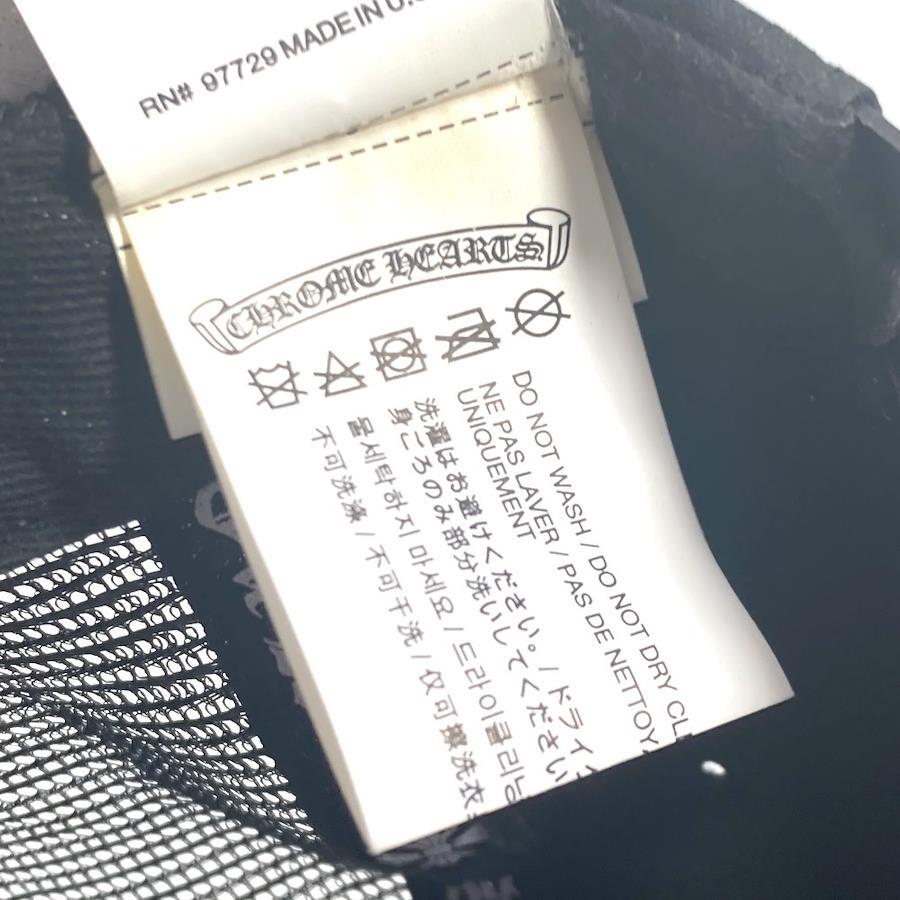 RN# 97729 MADE IN U.S
CHROME HEARTS
DO NOT WASH / DO NOT DRY CL
NE PAS LAVER / PAS DE NETTOYA
UNIQUEMENT
洗濯はお避けください。/ ドライ
身ごろのみ部分洗いしてください
물세탁하지 마세요 / 드라이클리닝
不可洗涤 / 不可干洗 / 仅可擦洗衣